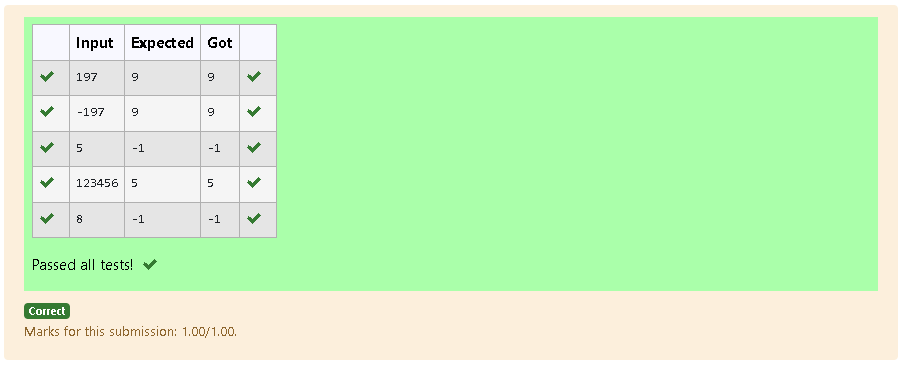 Input Expected Got
197 9 9
-197 9 9
5 -1 -1
123456 5 5
8 -1 -1
Passed all tests!
Correct
Marks for this submission: 1.00/1.00.